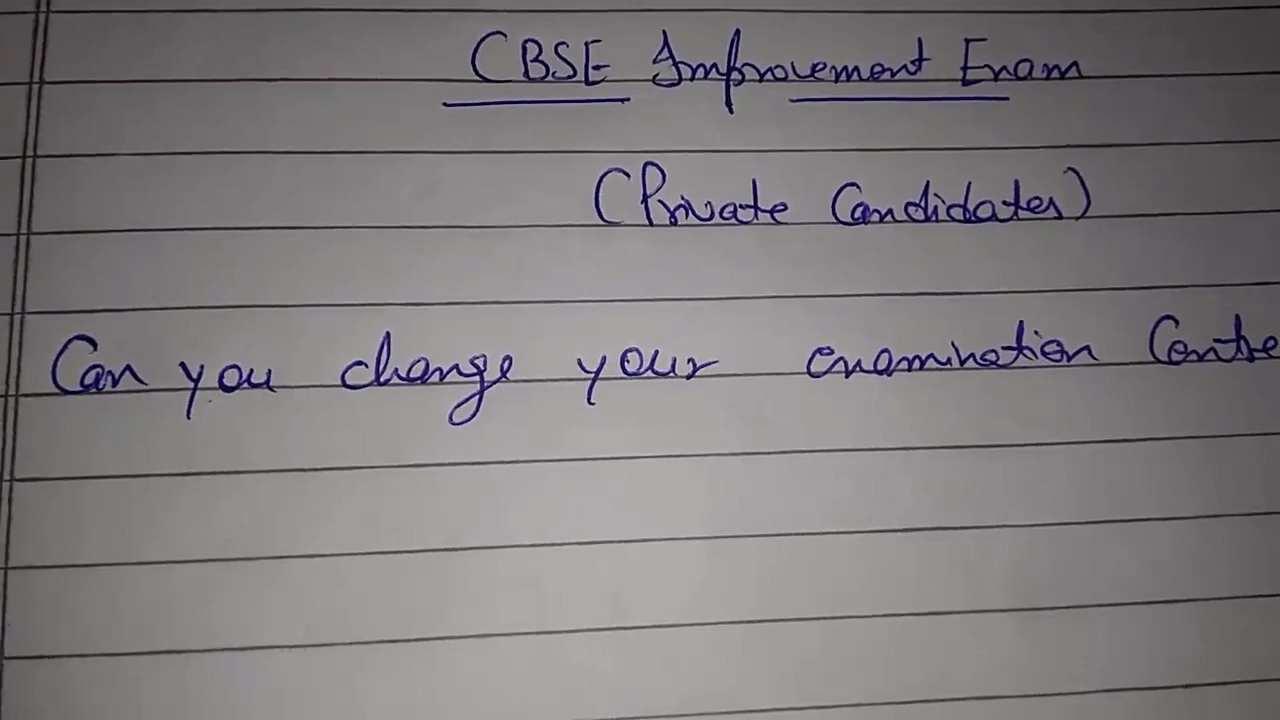 CBSE Improvement Exam
(Private Candidates)
Can you change your examination Centre